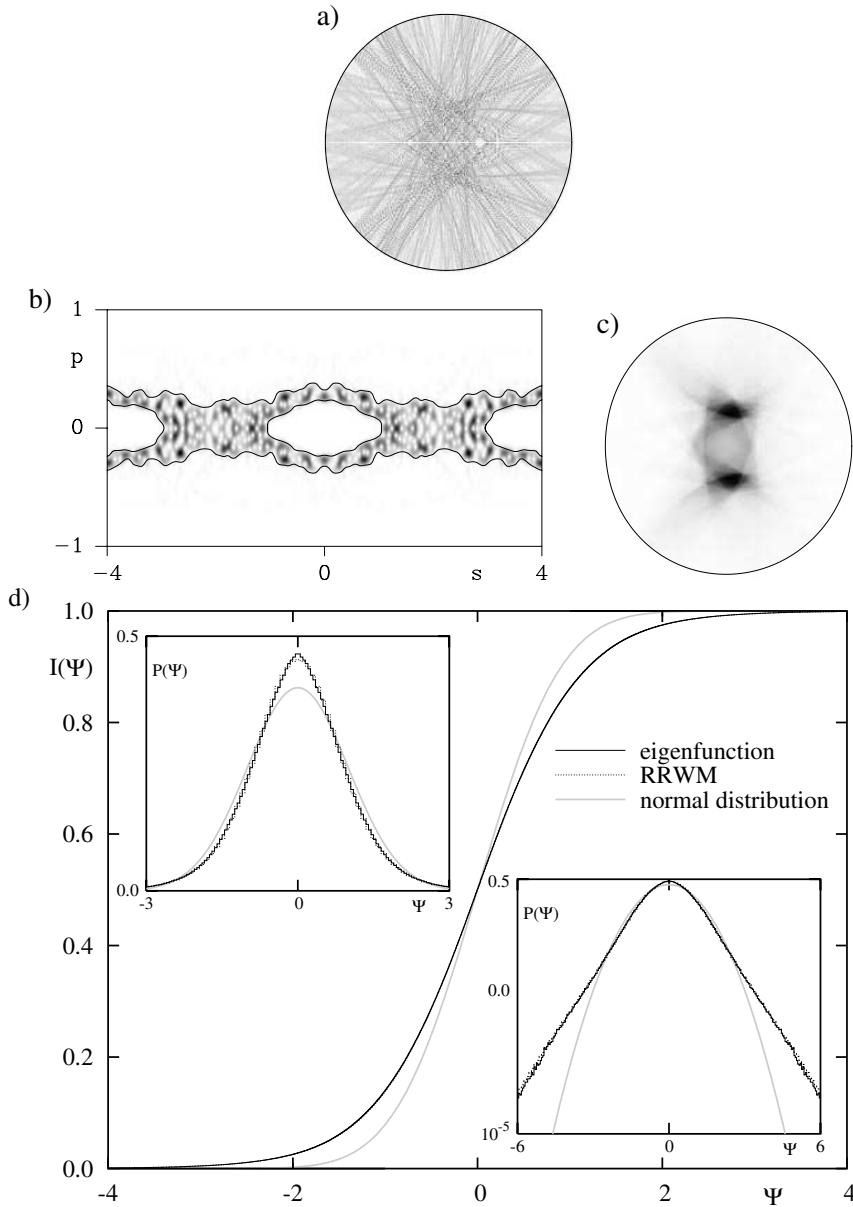 a)
b)
1
p
0
−1
−4
0
s
4
c)
d)
1.0
I(Ψ)
0.8
0.6
0.4
0.2
0.0
-4
-2
0
2
Ψ
4
0.5
P(Ψ)
0.0
-3
0
Ψ
3
eigenfunction
RRWM
normal distribution
0.5
P(Ψ)
0.0
10-5
-6
0
Ψ
6